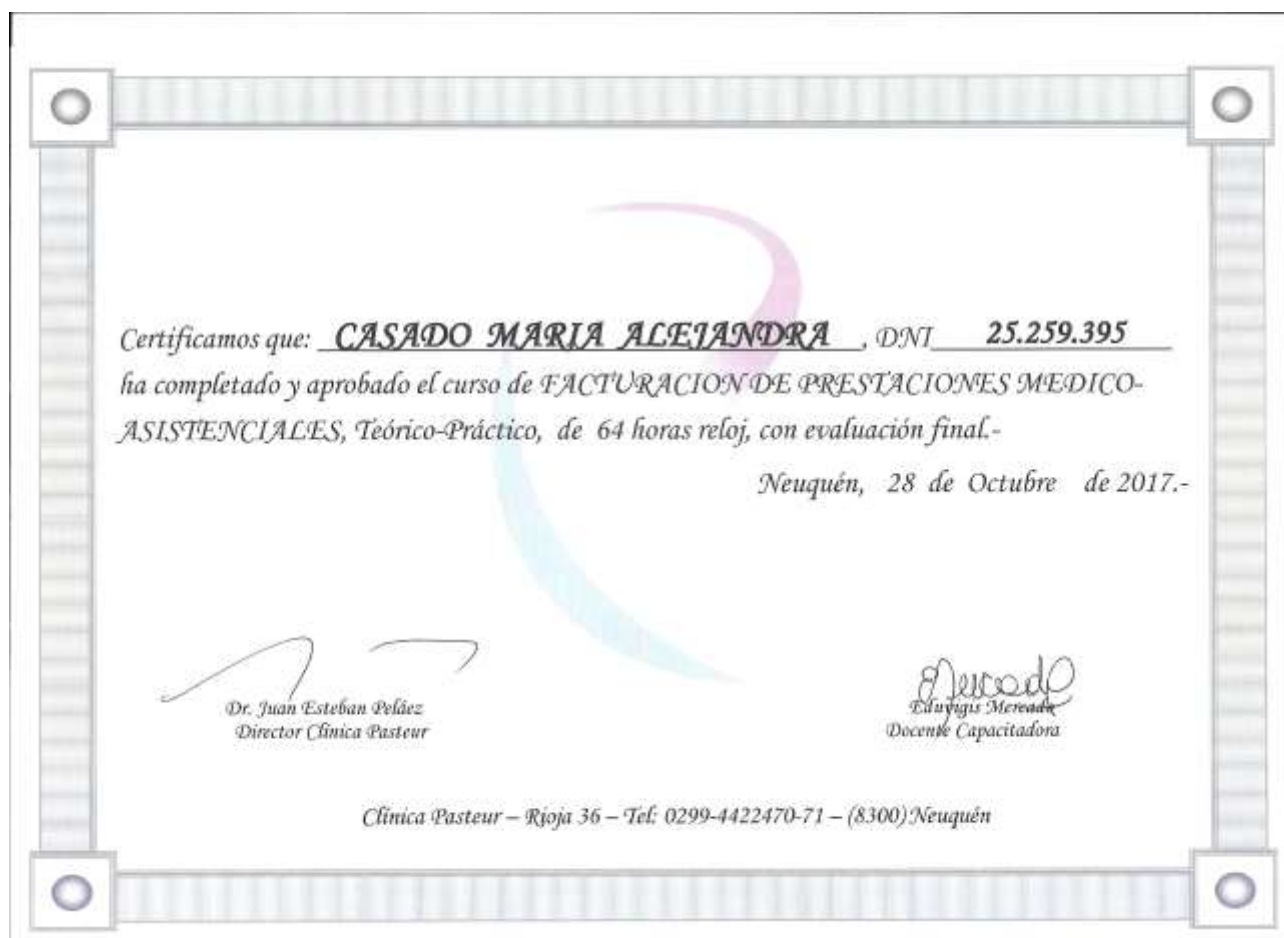 Certificamos que: CASADO MARIA ALEJANDRA, DNI 25.259.395
ha completado y aprobado el curso de FACTURACION DE PRESTACIONES MEDICO-
ASISTENCIALES, Teórico-Práctico, de 64 horas reloj, con evaluación final.-
Neuquén, 28 de Octubre de 2017.-
Dr. Juan Esteban Peláez
Director Clínica Pasteur
EMercado
Eduvigis Mercado
Docente Capacitadora
Clínica Pasteur – Rioja 36 – Tel: 0299-4422470-71 – (8300) Neuquén